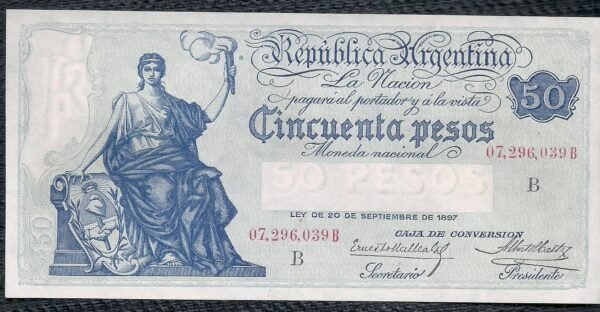 República Argentina
La Nación
pagará al portador y á la vista
50
Cincuenta pesos
Moneda nacional
07,296,039 B
50 PESOS
B
LEY DE 20 DE SEPTIEMBRE DE 1897
07,296,039 B
CAJA DE CONVERSION
B
Secretario
Presidente
50